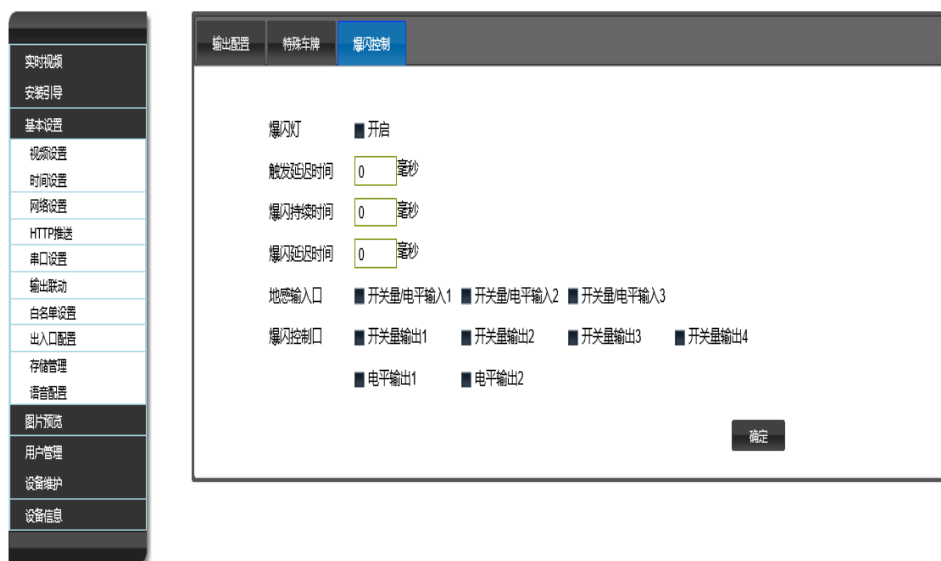 实时视频
安装引导
基本设置
视频设置
时间设置
网络设置
HTTP推送
串口设置
输出联动
白名单设置
出入口配置
存储管理
语音配置
图片预览
用户管理
设备维护
设备信息
输出配置 特殊车牌 爆闪控制
爆闪灯 开启
触发延迟时间 0 毫秒
爆闪持续时间 0 毫秒
爆闪延迟时间 0 毫秒
地感输入口 开关量/电平输入1 开关量/电平输入2 开关量/电平输入3
爆闪控制口 开关量输出1 开关量输出2 开关量输出3 开关量输出4
电平输出1 电平输出2
确定